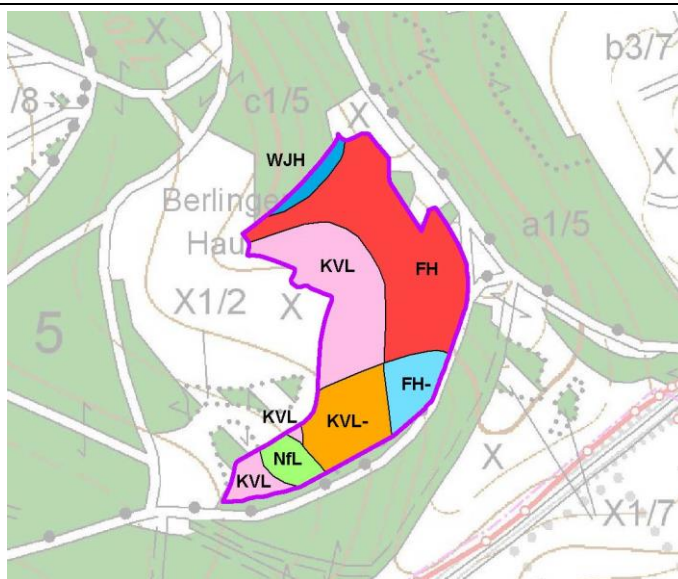 X
b3/7
/8
c1/5
X
WJH
X
Berlinge
Hau
a1/5
KVL
FH
X1/2
X
5
FH-
KVL
KVL-
NfL
X
KVL
X1/7